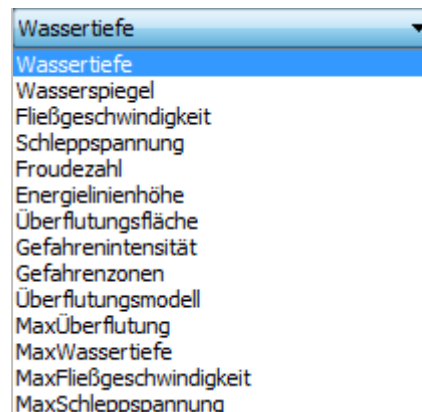 Wassertiefe
Wassertiefe
Wasserspiegel
Fließgeschwindigkeit
Schleppspannung
Froudezahl
Energielinienhöhe
Überflutungsfläche
Gefahrenintensität
Gefahrenzonen
Überflutungsmodell
MaxÜberflutung
MaxWassertiefe
MaxFließgeschwindigkeit
MaxSchleppspannung